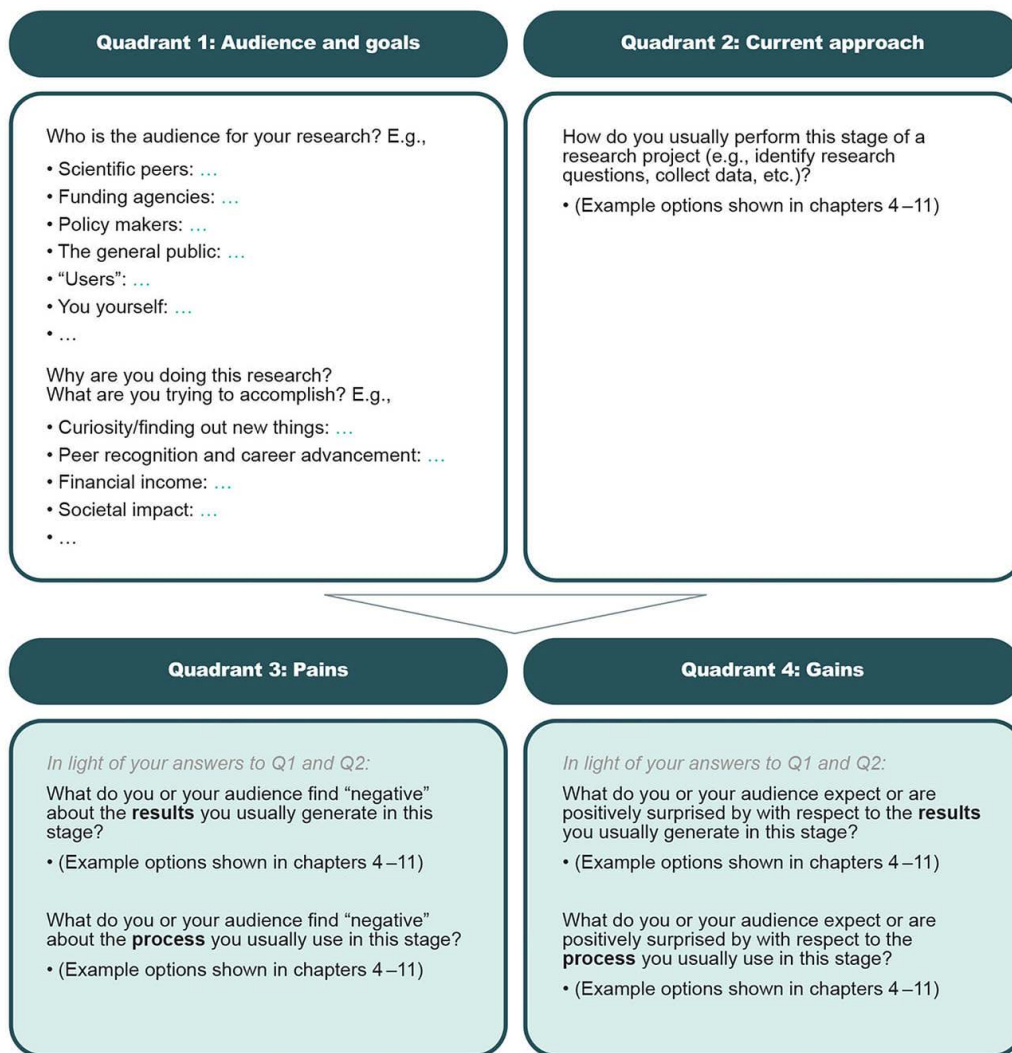 Quadrant 1: Audience and goals
Who is the audience for your research? E.g.,
• Scientific peers: …
• Funding agencies: …
• Policy makers: …
• The general public: …
• “Users”: …
• You yourself: …
• …
Why are you doing this research?
What are you trying to accomplish? E.g.,
• Curiosity/finding out new things: …
• Peer recognition and career advancement: …
• Financial income: …
• Societal impact: …
• …
Quadrant 2: Current approach
How do you usually perform this stage of a
research project (e.g., identify research
questions, collect data, etc.)?
• (Example options shown in chapters 4–11)
Quadrant 3: Pains
In light of your answers to Q1 and Q2:
What do you or your audience find “negative”
about the results you usually generate in this
stage?
• (Example options shown in chapters 4–11)
What do you or your audience find “negative”
about the process you usually use in this stage?
• (Example options shown in chapters 4–11)
Quadrant 4: Gains
In light of your answers to Q1 and Q2:
What do you or your audience expect or are
positively surprised by with respect to the results
you usually generate in this stage?
• (Example options shown in chapters 4–11)
What do you or your audience expect or are
positively surprised by with respect to the
process you usually use in this stage?
• (Example options shown in chapters 4–11)